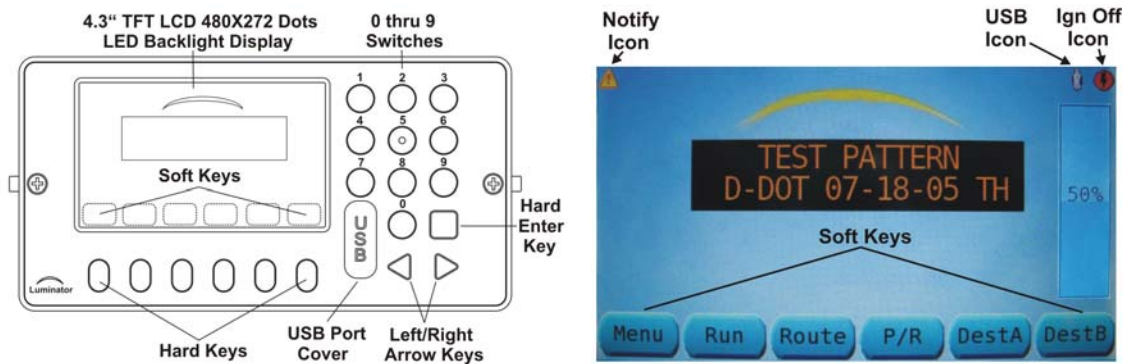 4.3“ TFT LCD 480X272 Dots
LED Backlight Display
0 thru 9
Switches
1 2 3
4 5 6
7 8 9
0
Soft Keys
USB
Hard
Enter
Key
Luminator
Hard Keys
USB Port
Cover
Left/Right
Arrow Keys
Notify
Icon
USB
Icon
Ign Off
Icon
TEST PATTERN
D-DOT 07-18-05 TH
50%
Soft Keys
Menu Run Route P/R DestA DestB